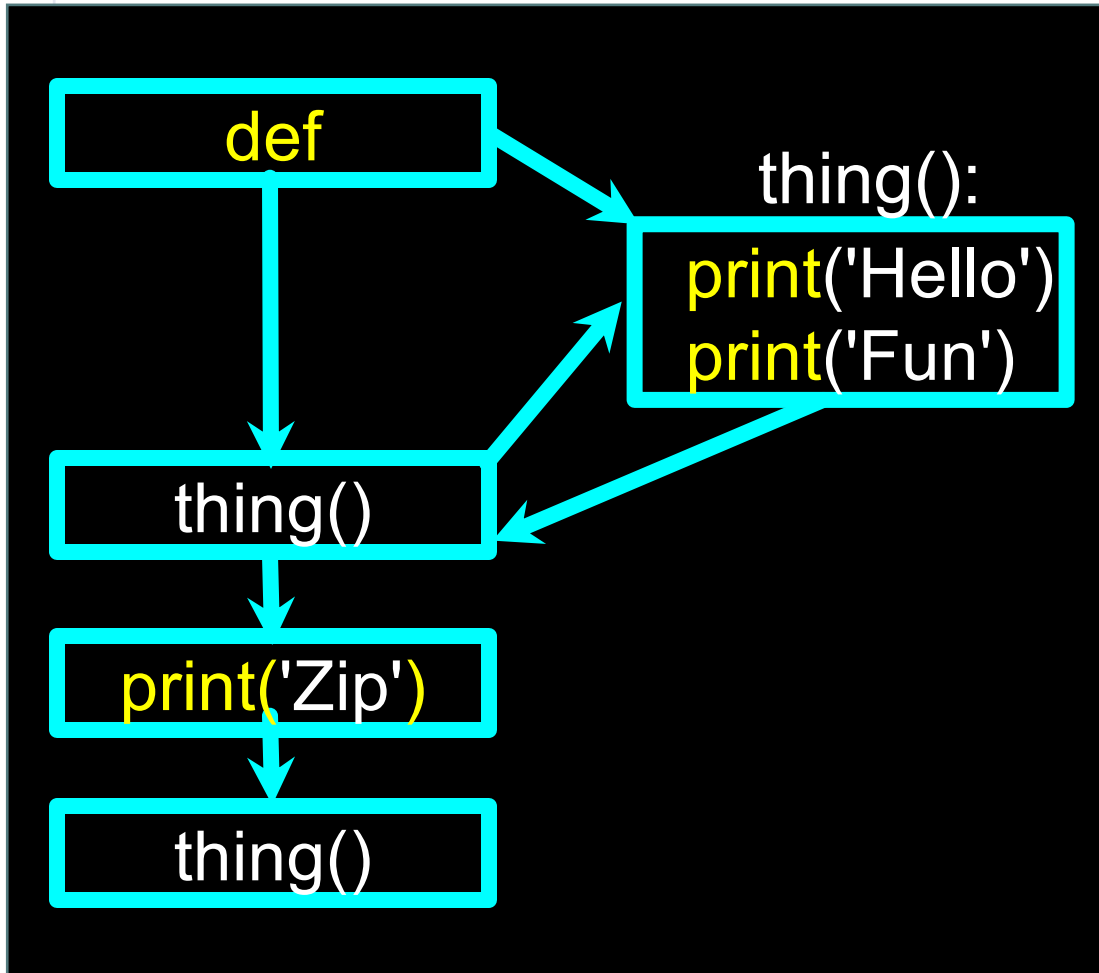 def
thing():
print('Hello')
print('Fun')
thing()
print('Zip')
thing()